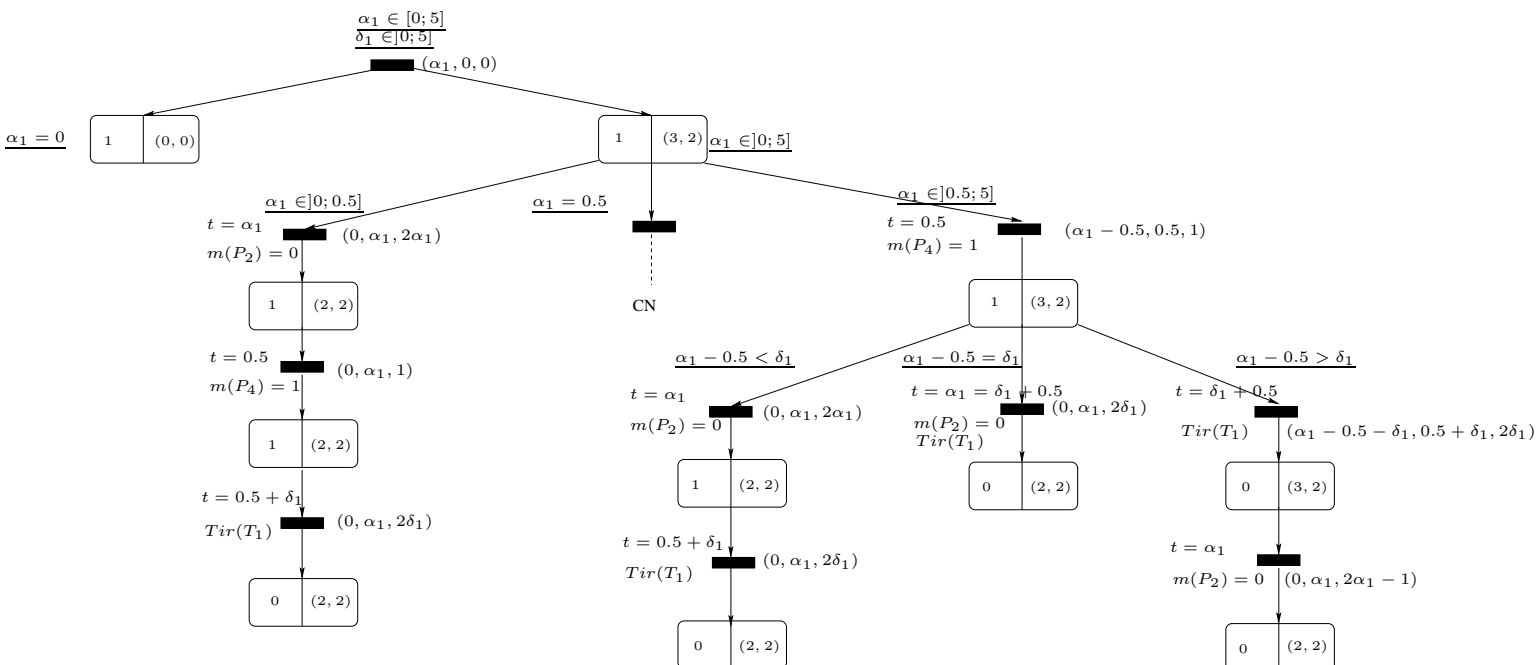 α₁ ∈ [0; 5]
δ₁ ∈]0; 5]
(α₁, 0, 0)
α₁ = 0
1 (0, 0)
1 (3, 2)
α₁ ∈]0; 5]
α₁ ∈]0; 0.5]
α₁ = 0.5
α₁ ∈]0.5; 5]
t = α₁
m(P₂) = 0
(0, α₁, 2α₁)
t = 0.5
m(P₄) = 1
(α₁ − 0.5, 0.5, 1)
CN
1 (2, 2)
1 (3, 2)
t = 0.5
m(P₄) = 1
(0, α₁, 1)
α₁ − 0.5 < δ₁
α₁ − 0.5 = δ₁
α₁ − 0.5 > δ₁
t = α₁
m(P₂) = 0
(0, α₁, 2α₁)
t = α₁ = δ₁ + 0.5
m(P₂) = 0
Tir(T₁)
(0, α₁, 2δ₁)
t = δ₁ + 0.5
Tir(T₁)
(α₁ − 0.5 − δ₁, 0.5 + δ₁, 2δ₁)
1 (2, 2)
1 (2, 2)
0 (2, 2)
0 (3, 2)
t = 0.5 + δ₁
Tir(T₁)
(0, α₁, 2δ₁)
t = 0.5 + δ₁
Tir(T₁)
(0, α₁, 2δ₁)
t = α₁
m(P₂) = 0
(0, α₁, 2α₁ − 1)
0 (2, 2)
0 (2, 2)
0 (2, 2)